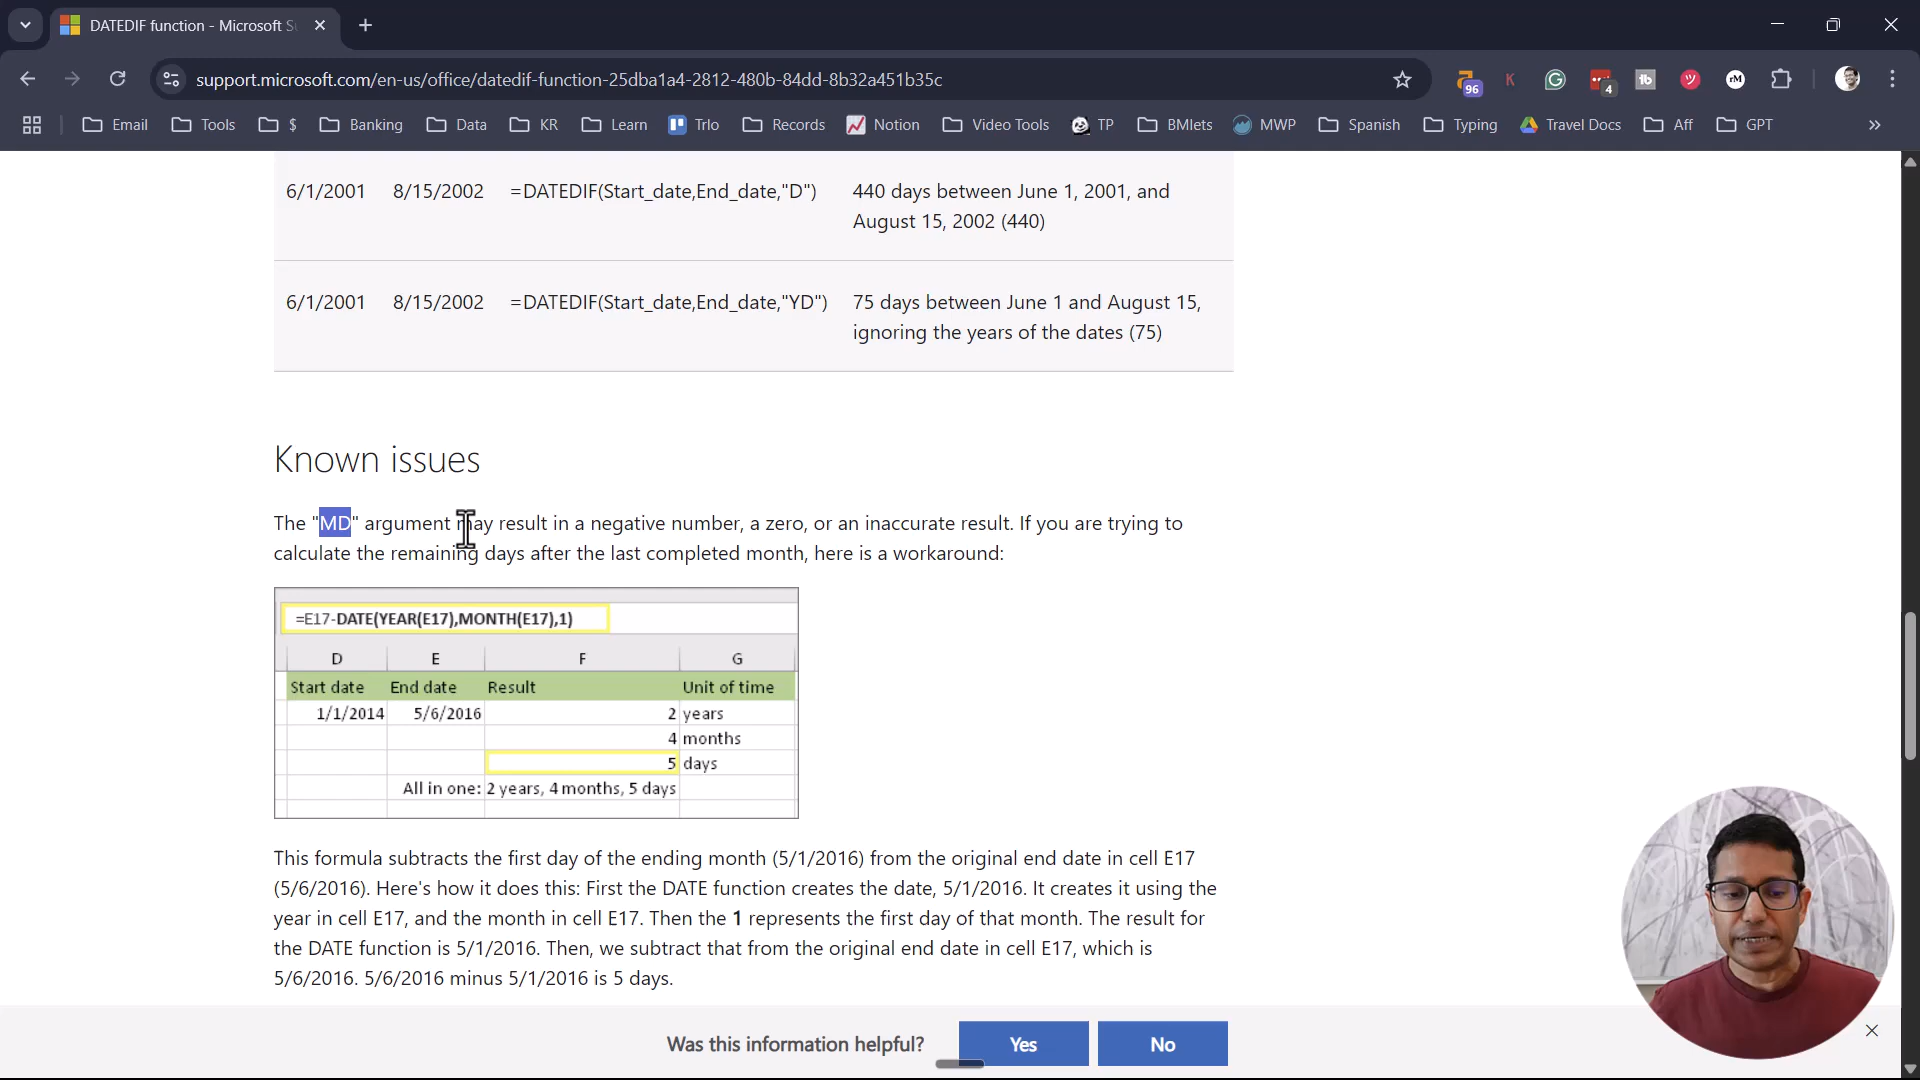 DATEDIF function - Microsoft Su
support.microsoft.com/en-us/office/datedif-function-25dba1a4-2812-480b-84dd-8b32a451b35c
96
K
4
tb
rM
Email Tools $ Banking Data KR Learn Trlo Records Notion Video Tools TP BMlets MWP Spanish Typing Travel Docs Aff GPT
6/1/2001 8/15/2002 =DATEDIF(Start_date,End_date,"D") 440 days between June 1, 2001, and
August 15, 2002 (440)
6/1/2001 8/15/2002 =DATEDIF(Start_date,End_date,"YD") 75 days between June 1 and August 15,
ignoring the years of the dates (75)
Known issues
The "MD" argument may result in a negative number, a zero, or an inaccurate result. If you are trying to
calculate the remaining days after the last completed month, here is a workaround:
=E17-DATE(YEAR(E17),MONTH(E17),1)
D E F G
Start date End date Result Unit of time
1/1/2014 5/6/2016 2 years
4 months
5 days
All in one: 2 years, 4 months, 5 days
This formula subtracts the first day of the ending month (5/1/2016) from the original end date in cell E17
(5/6/2016). Here's how it does this: First the DATE function creates the date, 5/1/2016. It creates it using the
year in cell E17, and the month in cell E17. Then the 1 represents the first day of that month. The result for
the DATE function is 5/1/2016. Then, we subtract that from the original end date in cell E17, which is
5/6/2016. 5/6/2016 minus 5/1/2016 is 5 days.
Was this information helpful? Yes No